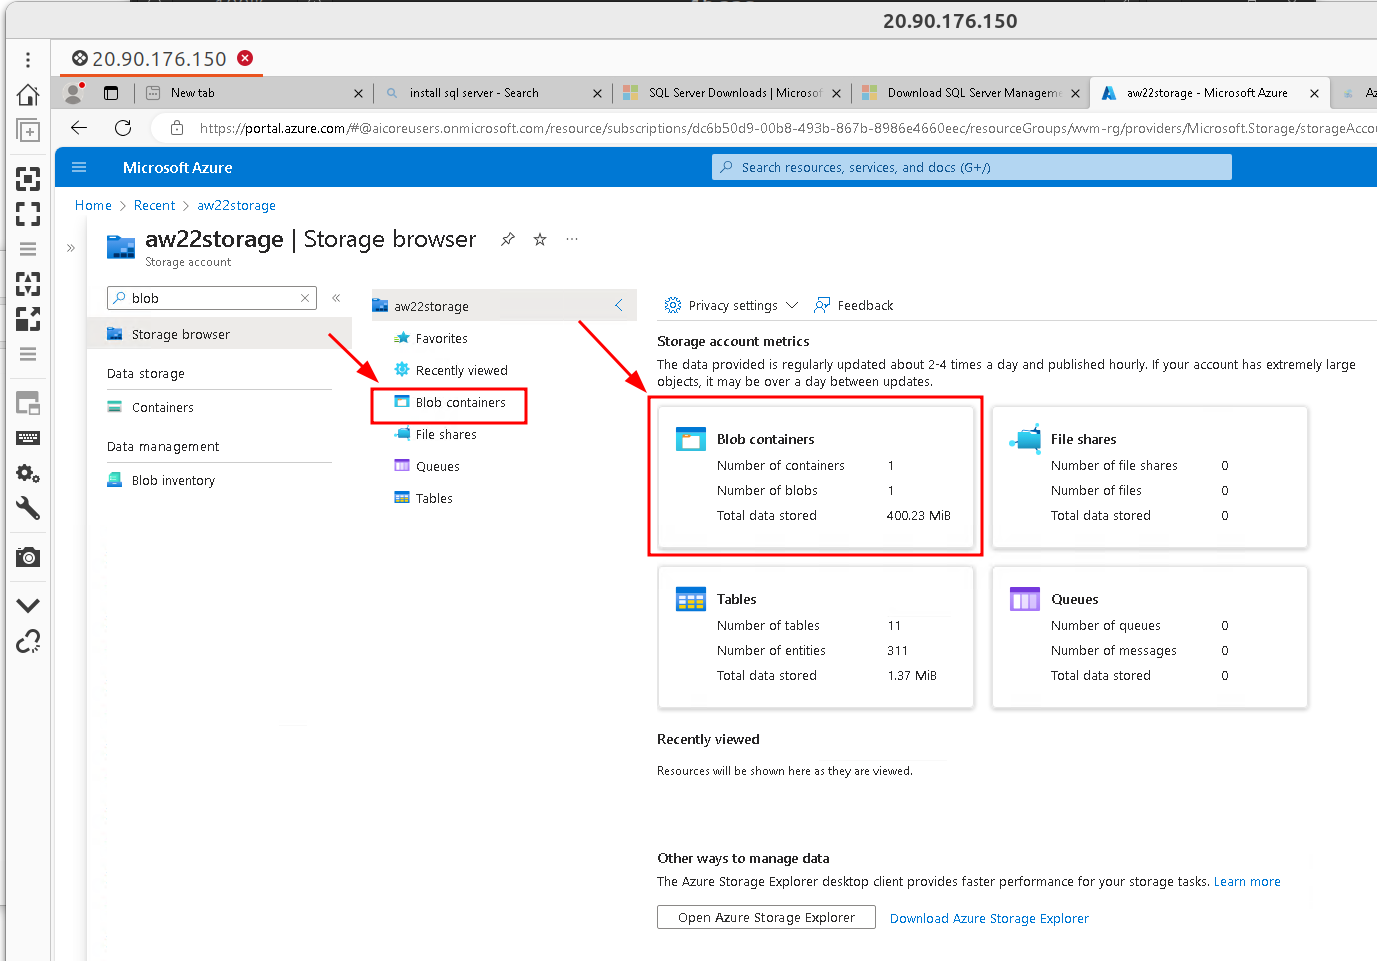 20.90.176.150
20.90.176.150
New tab
install sql server - Search
SQL Server Downloads | Microsof
Download SQL Server Manageme
aw22storage - Microsoft Azure
https://portal.azure.com/#@aicoreusers.onmicrosoft.com/resource/subscriptions/dc6b50d9-00b8-493b-867b-8986e4660eec/resourceGroups/wvm-rg/providers/Microsoft.Storage/storageAccou
Microsoft Azure
Search resources, services, and docs (G+/)
Home > Recent > aw22storage
aw22storage | Storage browser
Storage account
blob
Storage browser
Data storage
Containers
Data management
Blob inventory
aw22storage
Favorites
Recently viewed
Blob containers
File shares
Queues
Tables
Privacy settings
Feedback
Storage account metrics
The data provided is regularly updated about 2-4 times a day and published hourly. If your account has extremely large
objects, it may be over a day between updates.
Blob containers
Number of containers 1
Number of blobs 1
Total data stored 400.23 MiB
File shares
Number of file shares 0
Number of files 0
Total data stored 0
Tables
Number of tables 11
Number of entities 311
Total data stored 1.37 MiB
Queues
Number of queues 0
Number of messages 0
Total data stored 0
Recently viewed
Resources will be shown here as they are viewed.
Other ways to manage data
The Azure Storage Explorer desktop client provides faster performance for your storage tasks. Learn more
Open Azure Storage Explorer
Download Azure Storage Explorer